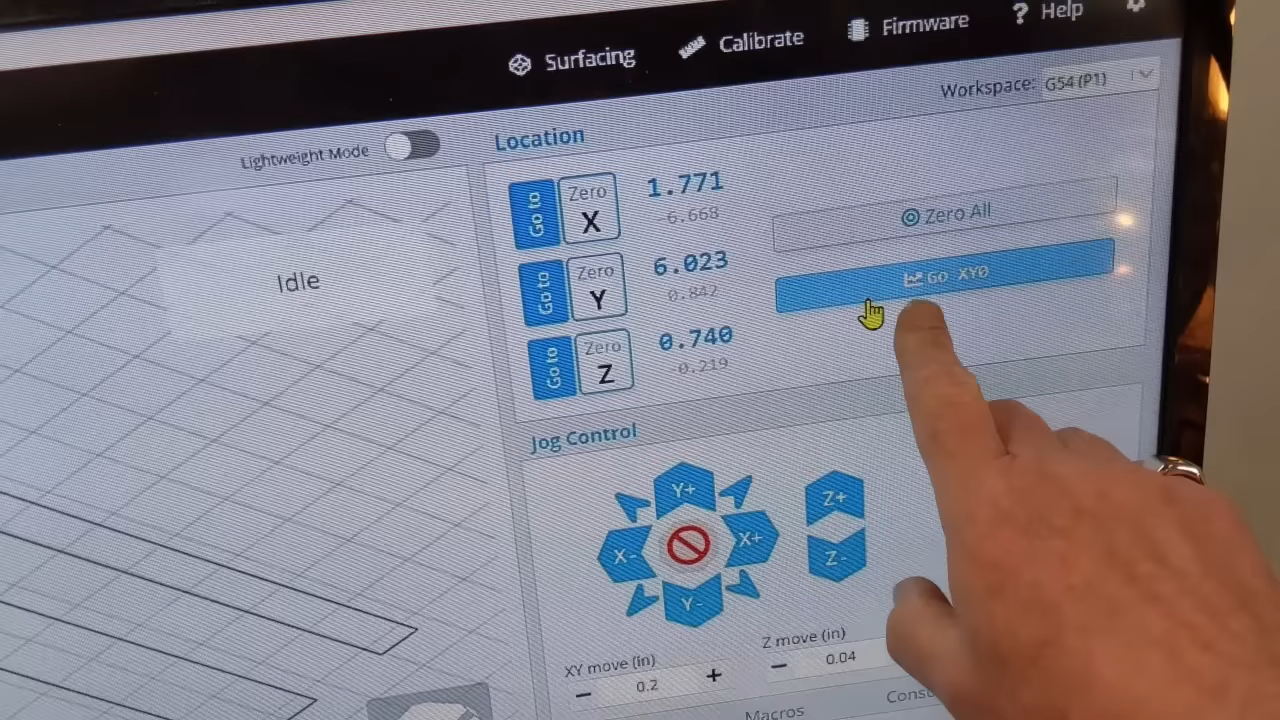 Surfacing Calibrate Firmware ? Help
Workspace: G54 (P1)
Lightweight Mode
Location
Go to Zero X 1.771
-6.668
Zero All
Idle
Go to Zero Y 6.023
0.842
Go XY0
Go to Zero Z 0.740
-0.219
Jog Control
Y+
Z+
X- X+
Z-
Y-
XY move (in)
Z move (in)
− 0.2 +
− 0.04
Macros